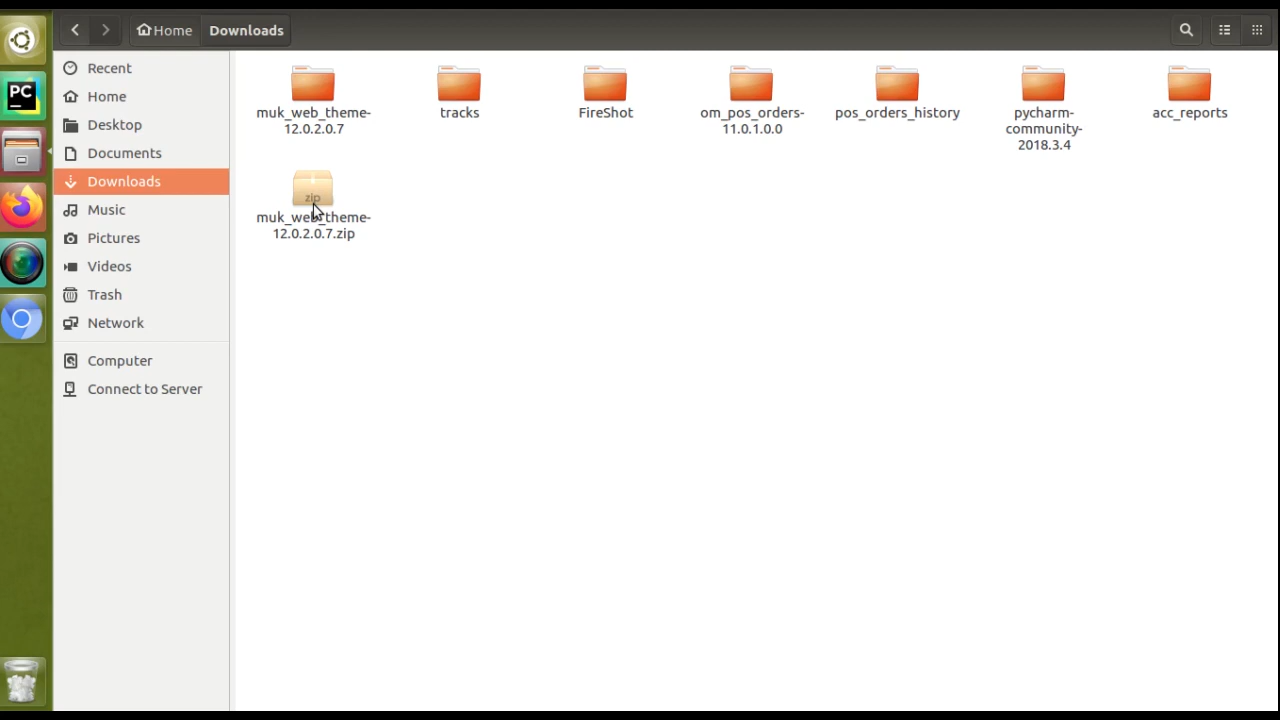 Home
Downloads
Recent
Home
Desktop
Documents
Downloads
Music
Pictures
Videos
Trash
Network
Computer
Connect to Server
PC
muk_web_theme-
12.0.2.0.7
tracks
FireShot
om_pos_orders-
11.0.1.0.0
pos_orders_history
pycharm-
community-
2018.3.4
acc_reports
zip
muk_web_theme-
12.0.2.0.7.zip